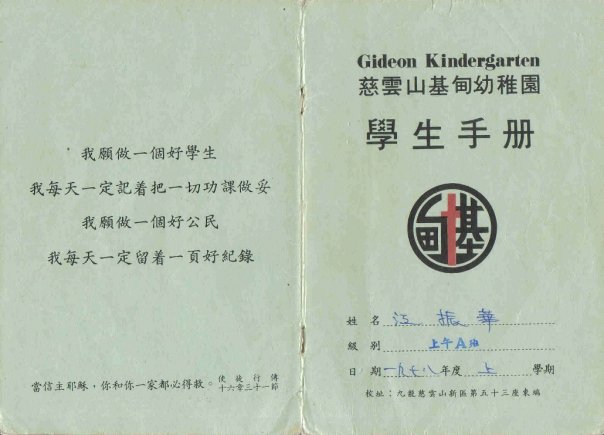 我願做一個好學生
我每天一定記着把一切功課做妥
我願做一個好公民
我每天一定留着一頁好紀錄
當信主耶穌，你和你一家都必得救。使徒行傳十六章三十一節
Gideon Kindergarten
慈雲山基甸幼稚園
學生手册
基甸
姓名 江振華
級別 上午A班
日期 一九七八年度 上 學期
校址：九龍慈雲山新區第五十三座東端